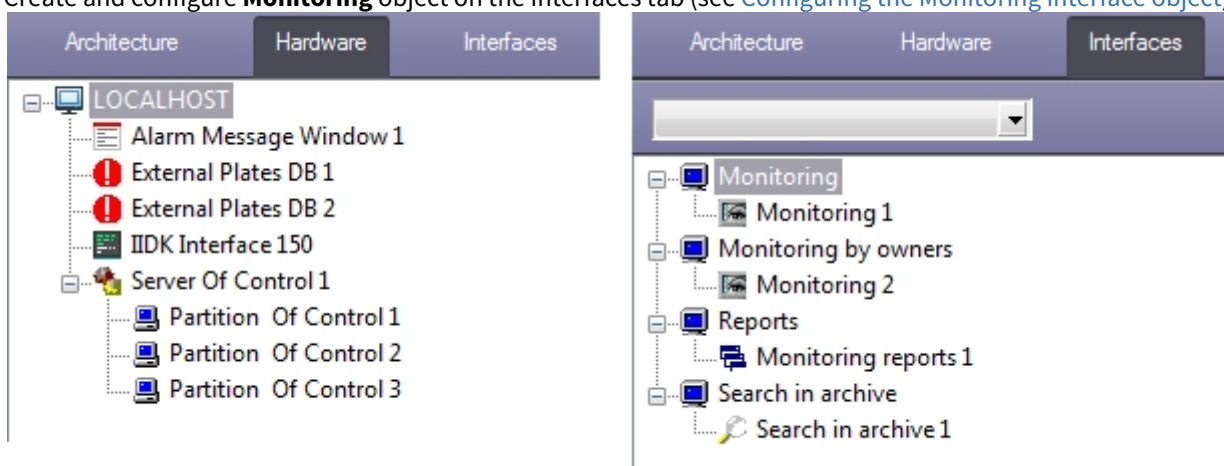 Create and configure Monitoring object on the Interfaces tab (see Configuring the Monitoring interface object)
Architecture Hardware Interfaces
LOCALHOST
Alarm Message Window 1
External Plates DB 1
External Plates DB 2
IIDK Interface 150
Server Of Control 1
Partition Of Control 1
Partition Of Control 2
Partition Of Control 3
Architecture Hardware Interfaces
Monitoring
Monitoring 1
Monitoring by owners
Monitoring 2
Reports
Monitoring reports 1
Search in archive
Search in archive 1